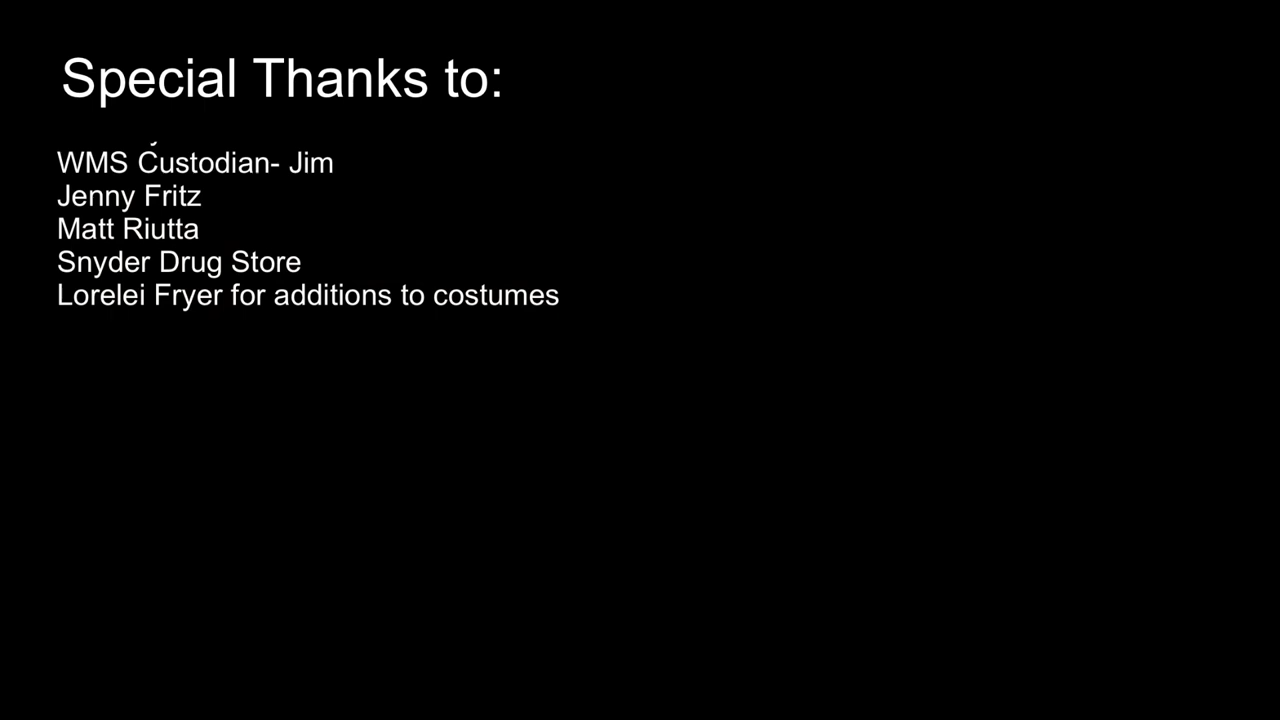 Special Thanks to:
WMS Custodian- Jim
Jenny Fritz
Matt Riutta
Snyder Drug Store
Lorelei Fryer for additions to costumes